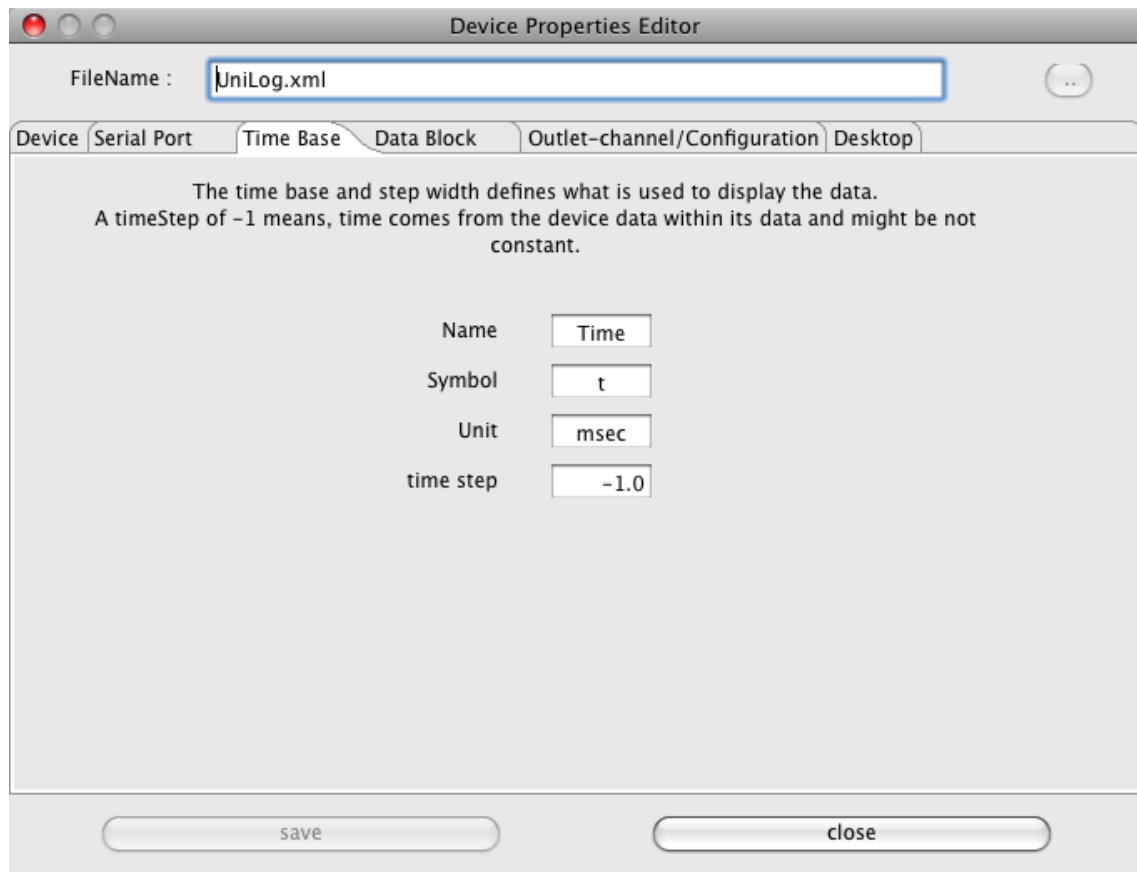 Device Properties Editor
FileName :
UniLog.xml
..
Device Serial Port Time Base Data Block Outlet-channel/Configuration Desktop
The time base and step width defines what is used to display the data.
A timeStep of -1 means, time comes from the device data within its data and might be not
constant.
Name Time
Symbol t
Unit msec
time step -1.0
save close